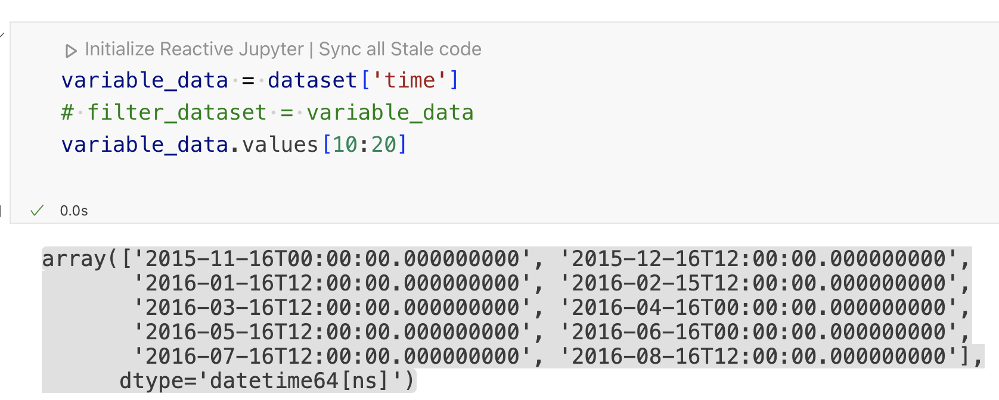 Initialize Reactive Jupyter | Sync all Stale code
variable_data = dataset['time']
# filter_dataset = variable_data
variable_data.values[10:20]
0.0s
array(['2015-11-16T00:00:00.000000000', '2015-12-16T12:00:00.000000000',
'2016-01-16T12:00:00.000000000', '2016-02-15T12:00:00.000000000',
'2016-03-16T12:00:00.000000000', '2016-04-16T00:00:00.000000000',
'2016-05-16T12:00:00.000000000', '2016-06-16T00:00:00.000000000',
'2016-07-16T12:00:00.000000000', '2016-08-16T12:00:00.000000000'],
dtype='datetime64[ns]')